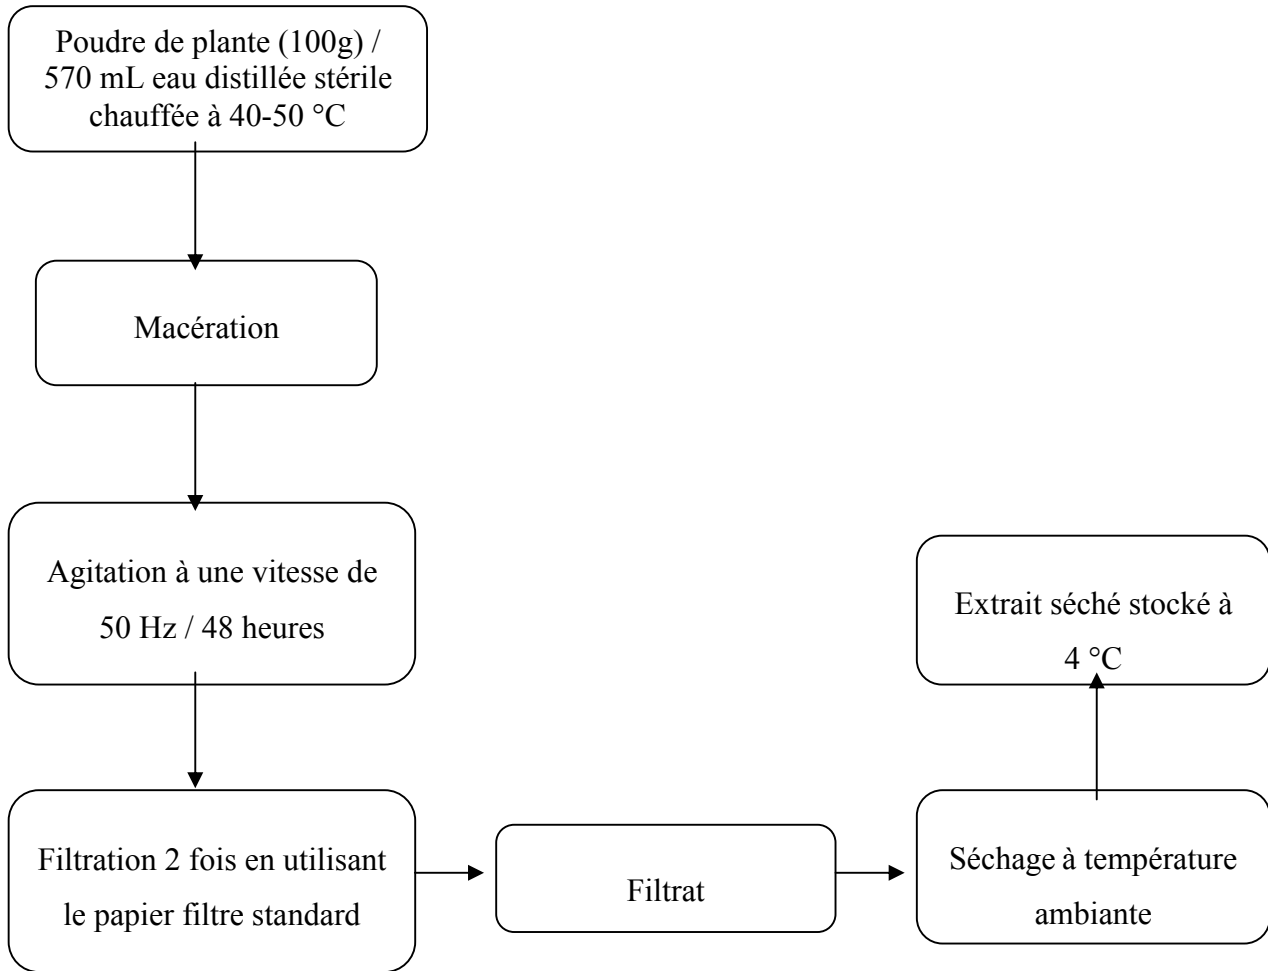 Poudre de plante (100g) /
570 mL eau distillée stérile
chauffée à 40-50 °C
Macération
Agitation à une vitesse de
50 Hz / 48 heures
Filtration 2 fois en utilisant
le papier filtre standard
Filtrat
Séchage à température
ambiante
Extrait séché stocké à
4 °C